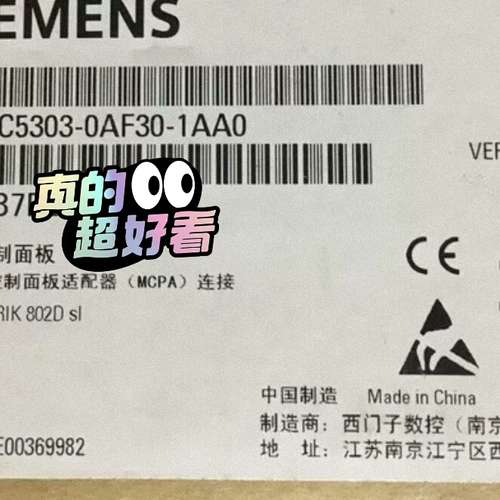 SIEMENS
C5303-0AF30-1AA0
VER
37
真的
超好看
制面板
控制面板适配器（MCPA）连接
RIK 802D sl
中国制造 Made in China
制造商：西门子数控（南京
E00369982
地 址：江苏南京江宁区西